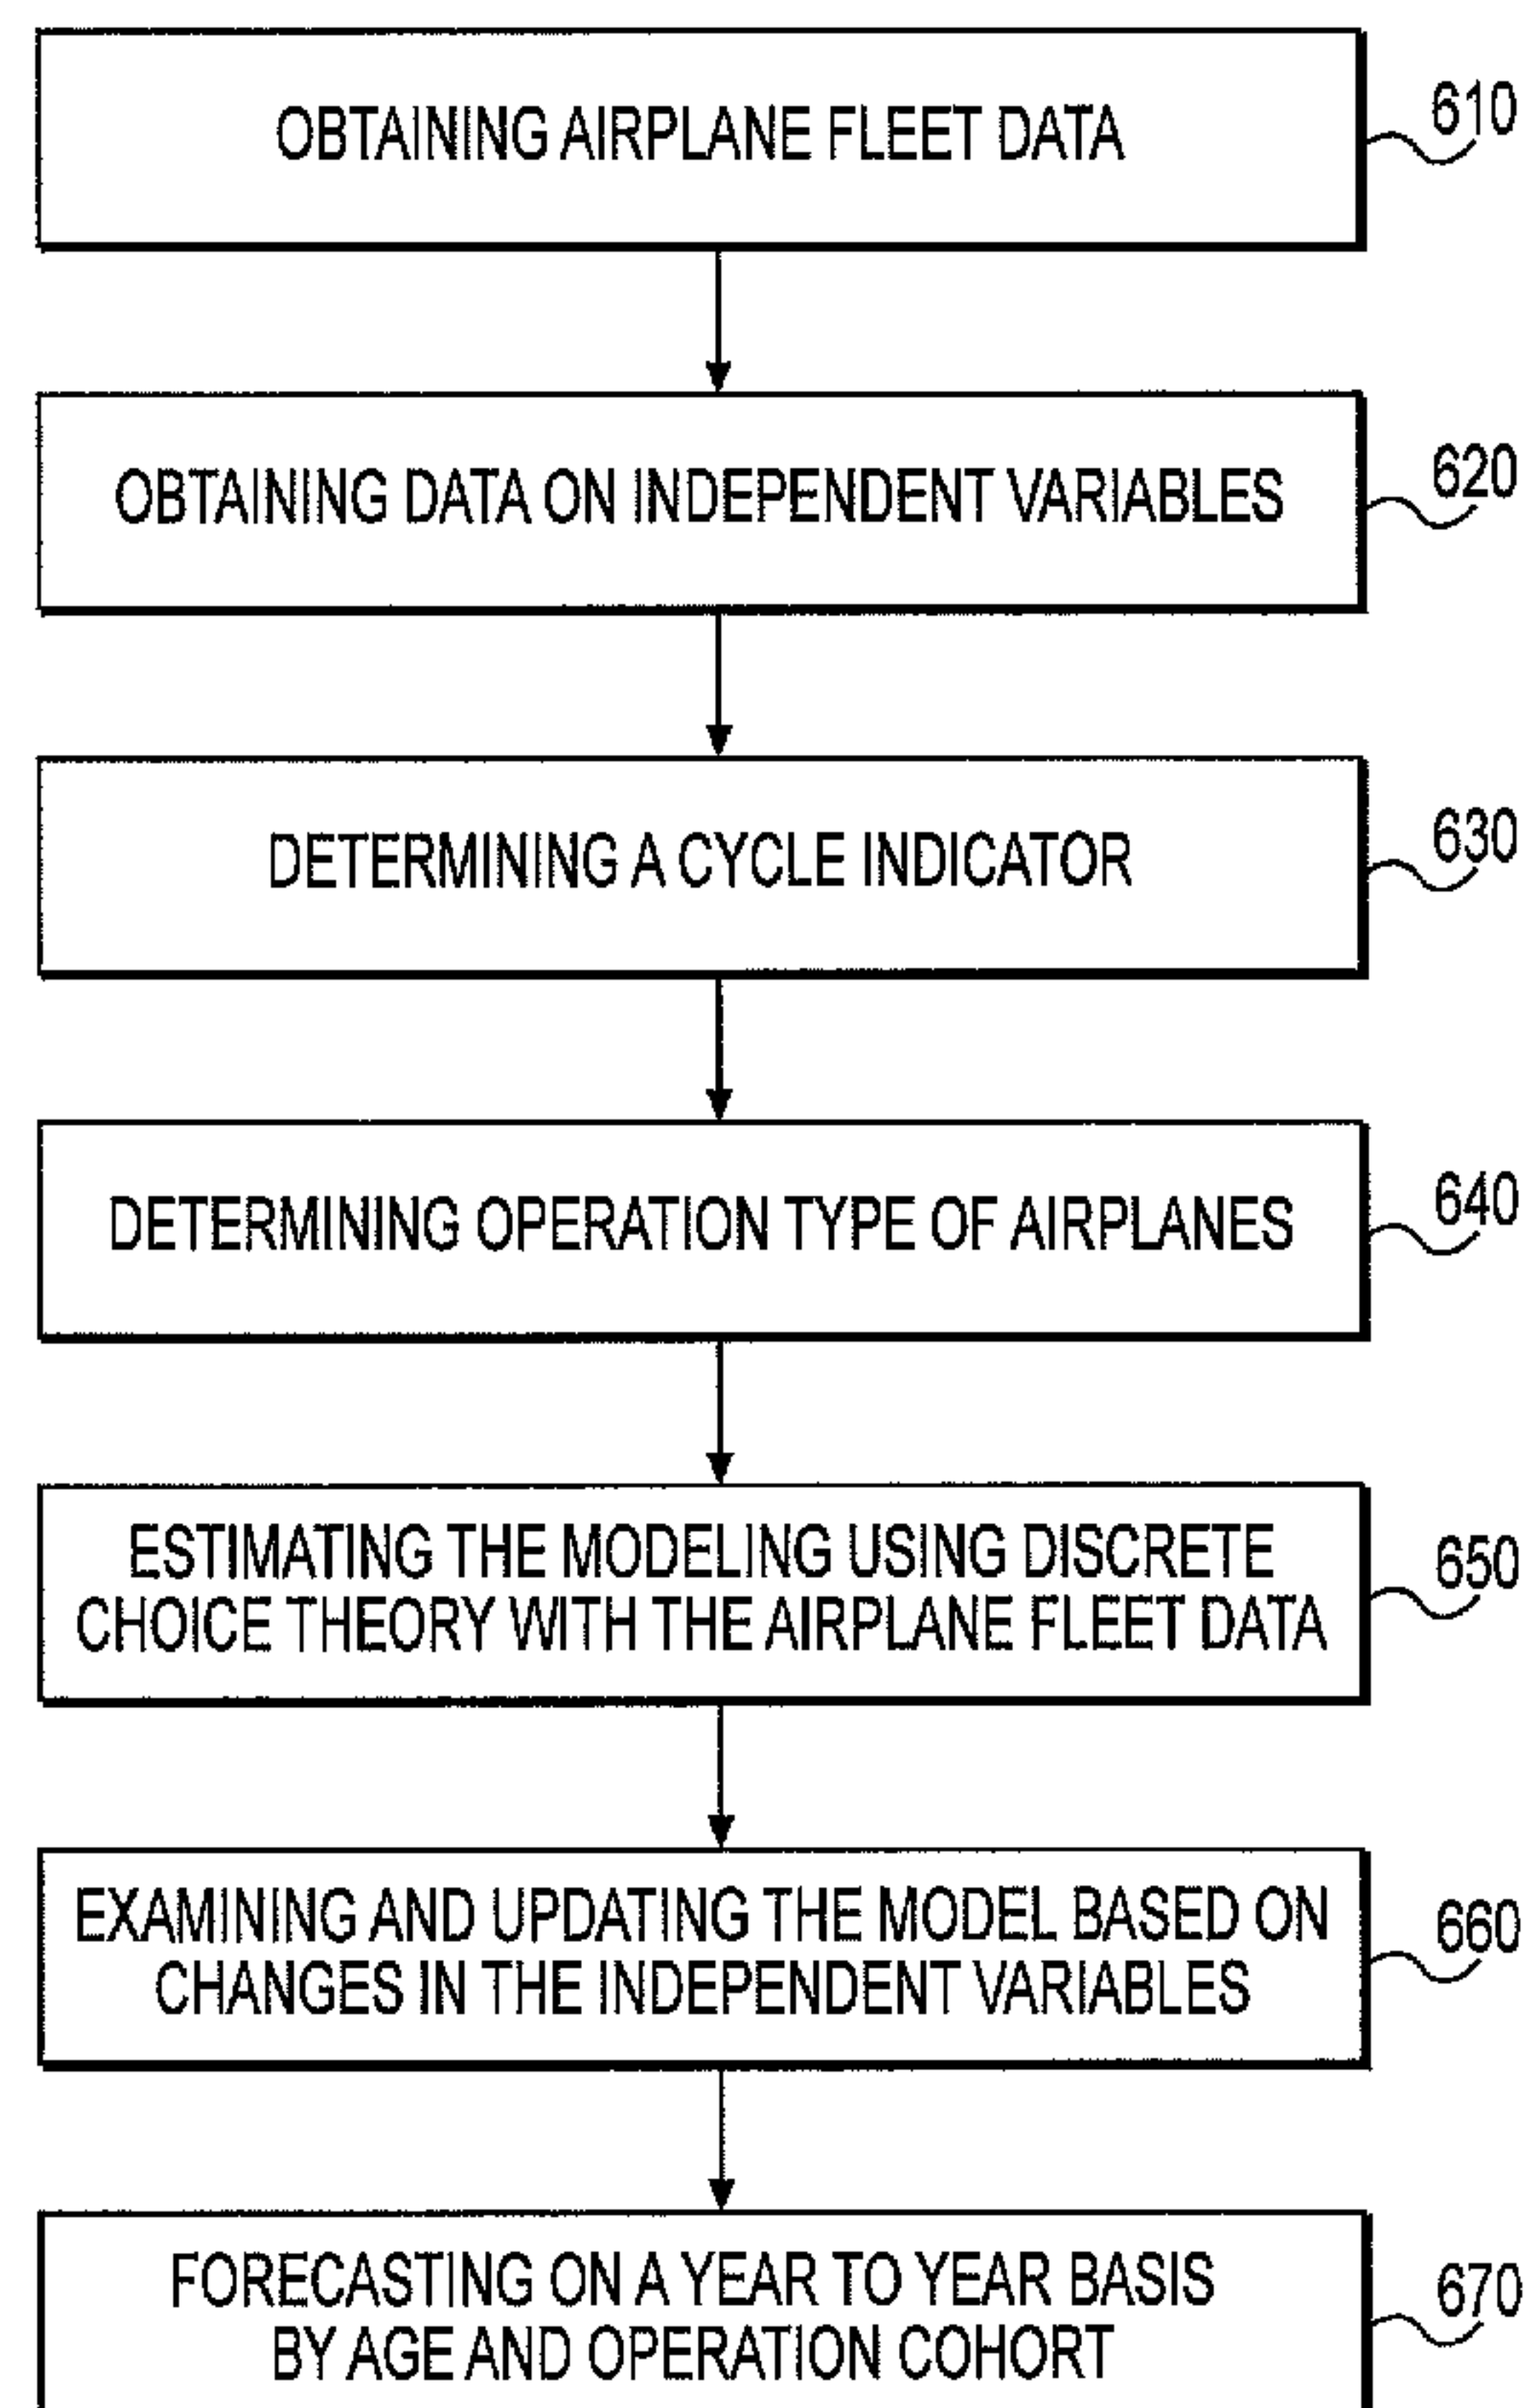 OBTAINING AIRPLANE FLEET DATA
610
OBTAINING DATA ON INDEPENDENT VARIABLES
620
DETERMINING A CYCLE INDICATOR
630
DETERMINING OPERATION TYPE OF AIRPLANES
640
ESTIMATING THE MODELING USING DISCRETE
CHOICE THEORY WITH THE AIRPLANE FLEET DATA
650
EXAMINING AND UPDATING THE MODEL BASED ON
CHANGES IN THE INDEPENDENT VARIABLES
660
FORECASTING ON A YEAR TO YEAR BASIS
BY AGE AND OPERATION COHORT
670